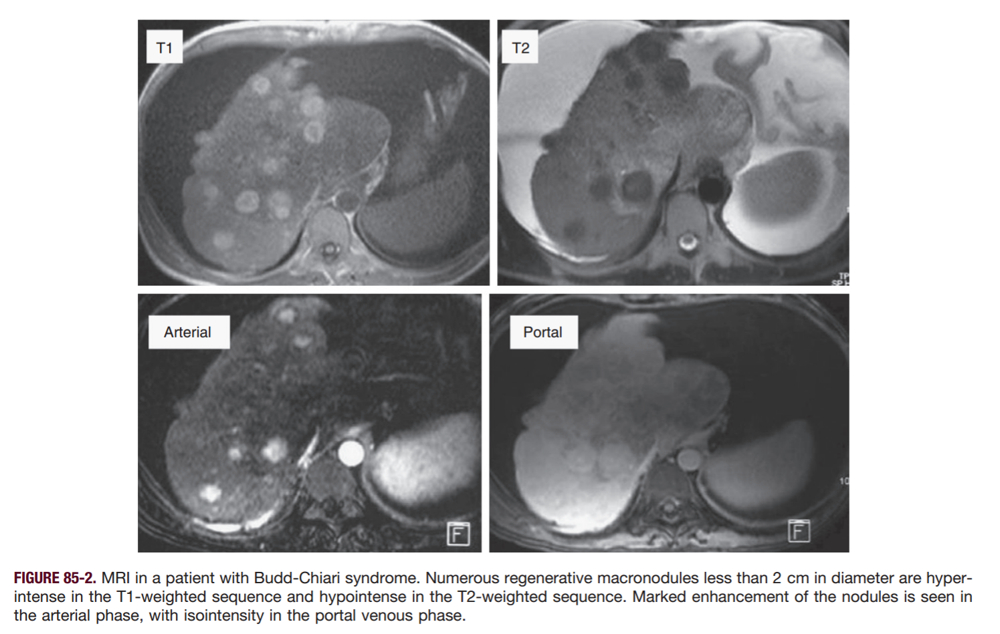 T1
T2
TP
Arterial
Portal
10
F
F
FIGURE 85-2. MRI in a patient with Budd-Chiari syndrome. Numerous regenerative macronodules less than 2 cm in diameter are hyper-
intense in the T1-weighted sequence and hypointense in the T2-weighted sequence. Marked enhancement of the nodules is seen in
the arterial phase, with isointensity in the portal venous phase.